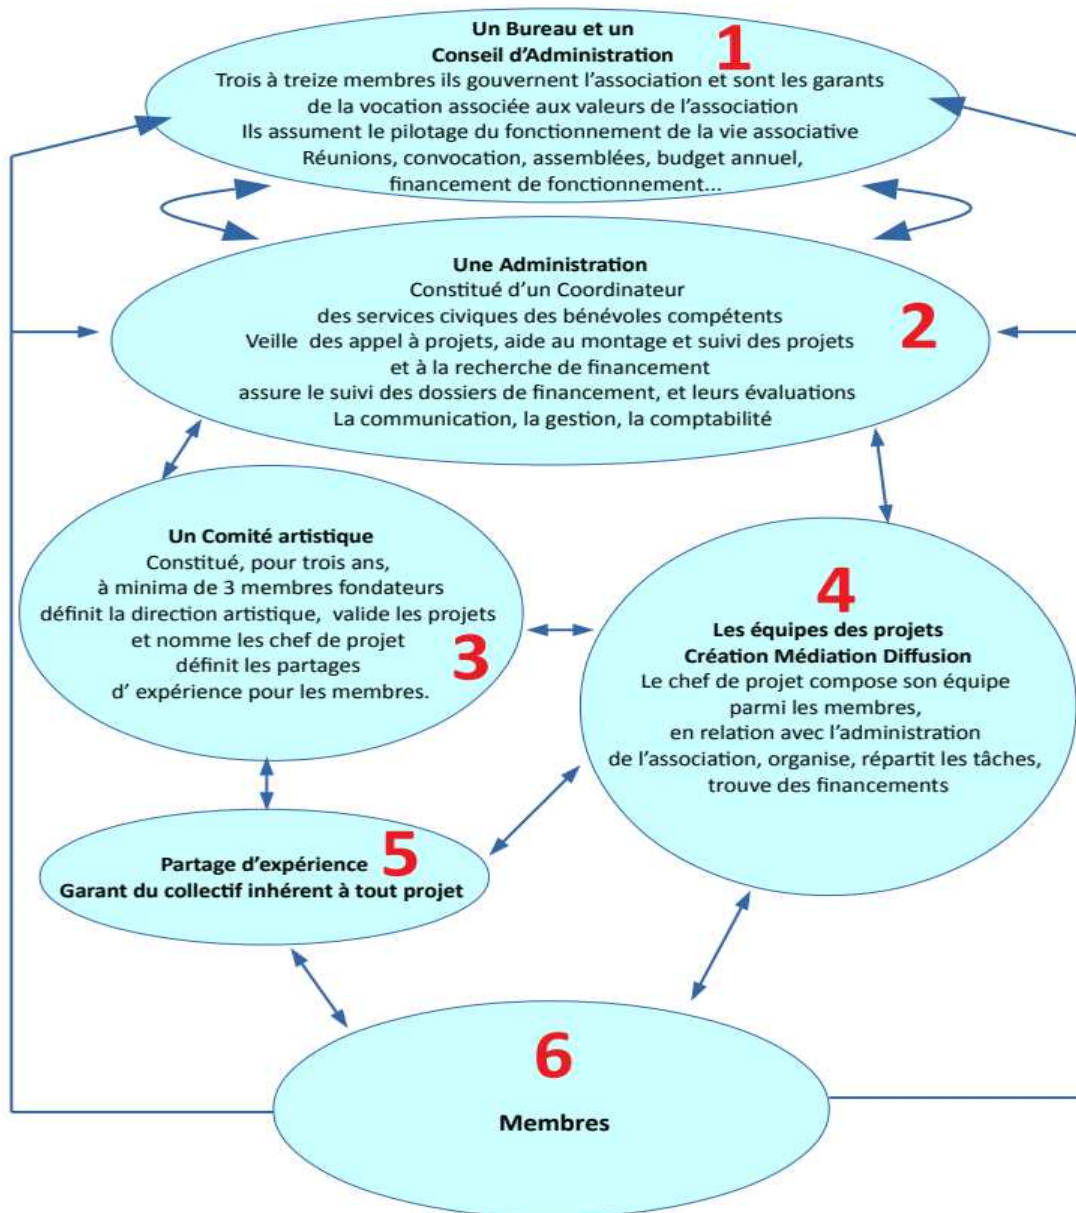 Un Bureau et un
Conseil d'Administration
1
Trois à treize membres ils gouvernent l'association et sont les garants
de la vocation associée aux valeurs de l'association
Ils assument le pilotage du fonctionnement de la vie associative
Réunions, convocation, assemblées, budget annuel,
financement de fonctionnement...
Une Administration
Constitué d'un Coordinateur
des services civiques des bénévoles compétents
2
Veille des appel à projets, aide au montage et suivi des projets
et à la recherche de financement
assure le suivi des dossiers de financement, et leurs évaluations
La communication, la gestion, la comptabilité
Un Comité artistique
Constitué, pour trois ans,
à minima de 3 membres fondateurs
définit la direction artistique, valide les projets
et nomme les chef de projet
3
définit les partages
d' expérience pour les membres.
4
Les équipes des projets
Création Médiation Diffusion
Le chef de projet compose son équipe
parmi les membres,
en relation avec l'administration
de l'association, organise, répartit les tâches,
trouve des financements
5
Partage d'expérience
Garant du collectif inhérent à tout projet
6
Membres